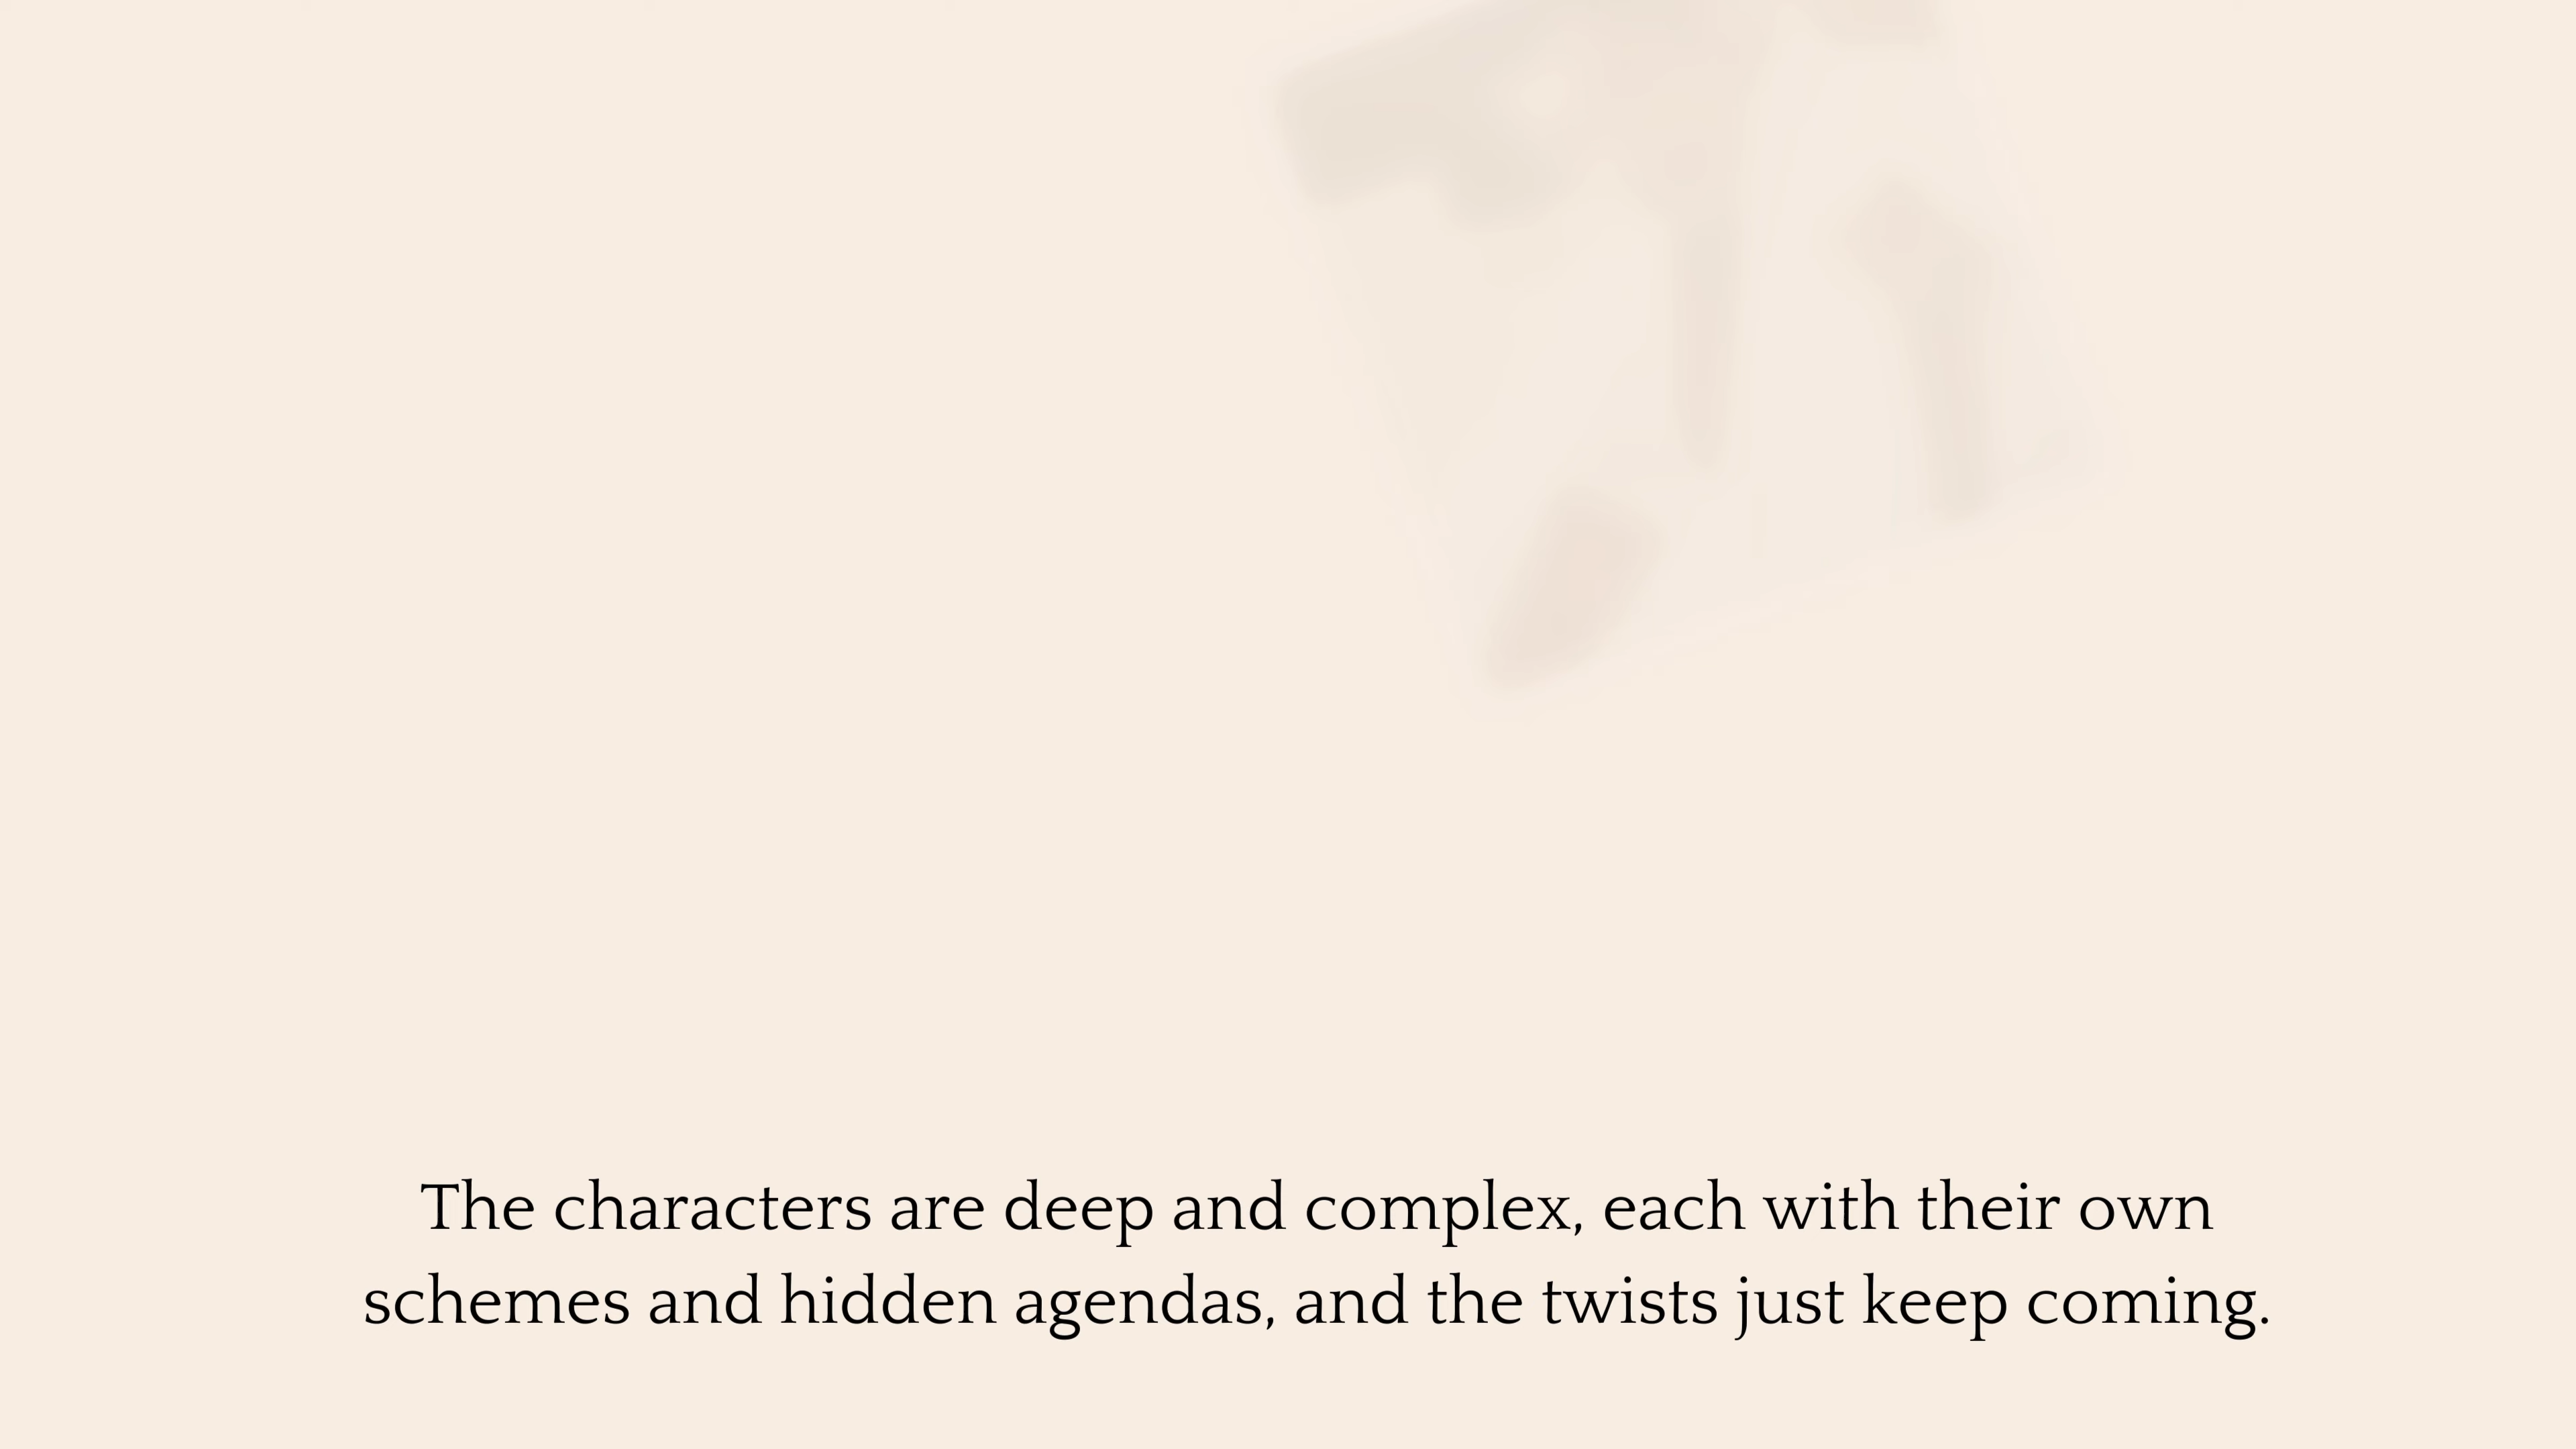 The characters are deep and complex, each with their own
schemes and hidden agendas, and the twists just keep coming.